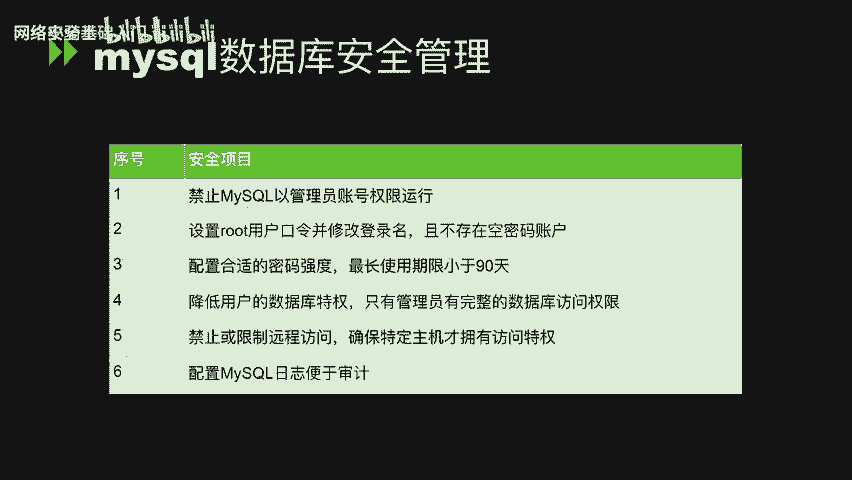 网络安全基础入门
bilibili bilibili
mysql数据库安全管理
序号 安全项目
1 禁止MySQL以管理员账号权限运行
2 设置root用户口令并修改登录名，且不存在空密码账户
3 配置合适的密码强度，最长使用期限小于90天
4 降低用户的数据库特权，只有管理员有完整的数据库访问权限
5 禁止或限制远程访问，确保特定主机才拥有访问特权
6 配置MySQL日志便于审计